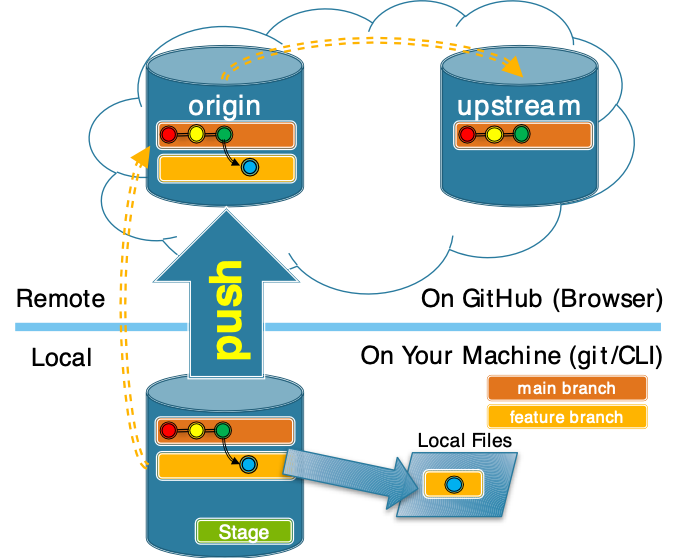 origin
upstream
push
Remote
On GitHub (Browser)
Local
On Your Machine (git/CLI)
main branch
feature branch
Local Files
Stage